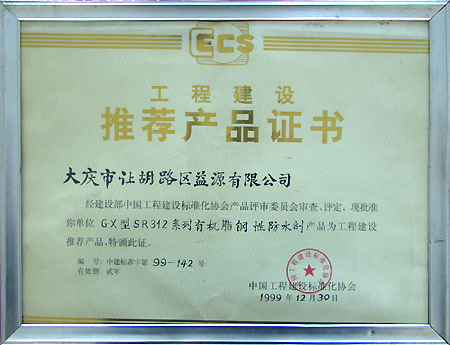 ECS
工程建设
推荐产品证书
大庆市让胡路区益源有限公司
经建设部中国工程建设标准化协会产品评审委员会审查、评定，现批准
你单位 GX型SR312系列有机脂钢性防水剂 产品为工程建设
推荐产品，特颁此证。
编 号：中建标荐字第 99-142 号
有效期：贰年
中国工程建设标准化协会
1999年12月30日